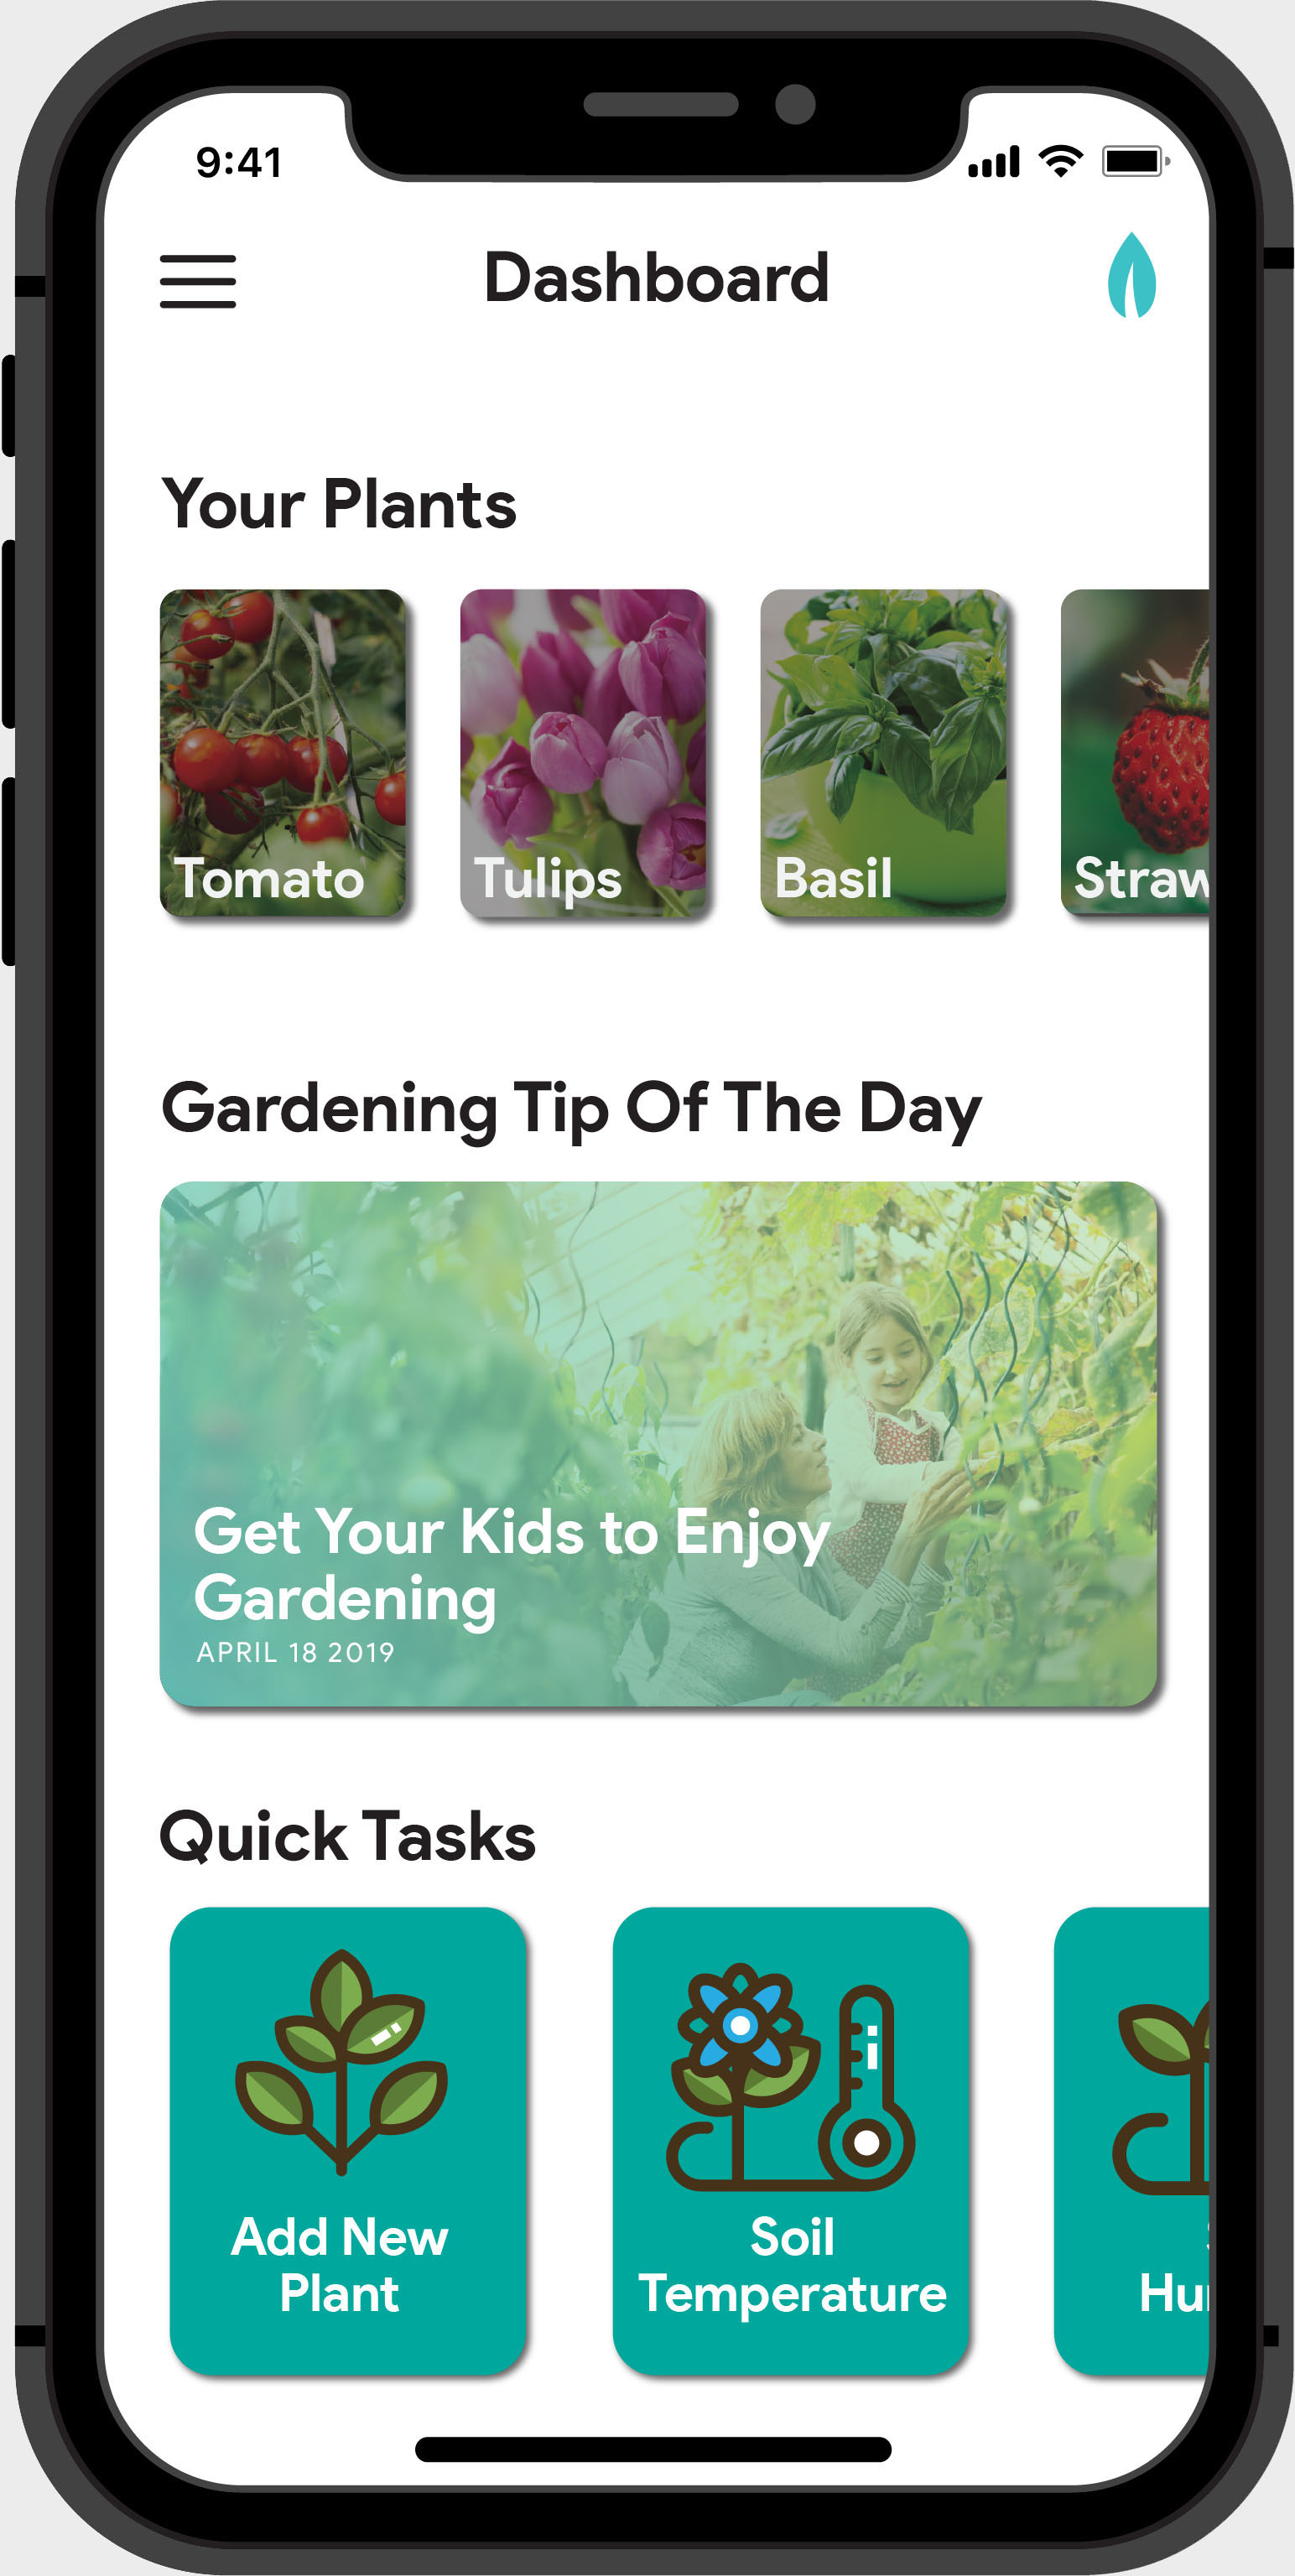 9:41
Dashboard
Your Plants
Tomato
Tulips
Basil
Straw
Gardening Tip Of The Day
Get Your Kids to Enjoy
Gardening
APRIL 18 2019
Quick Tasks
Add New
Plant
Soil
Temperature
Hu